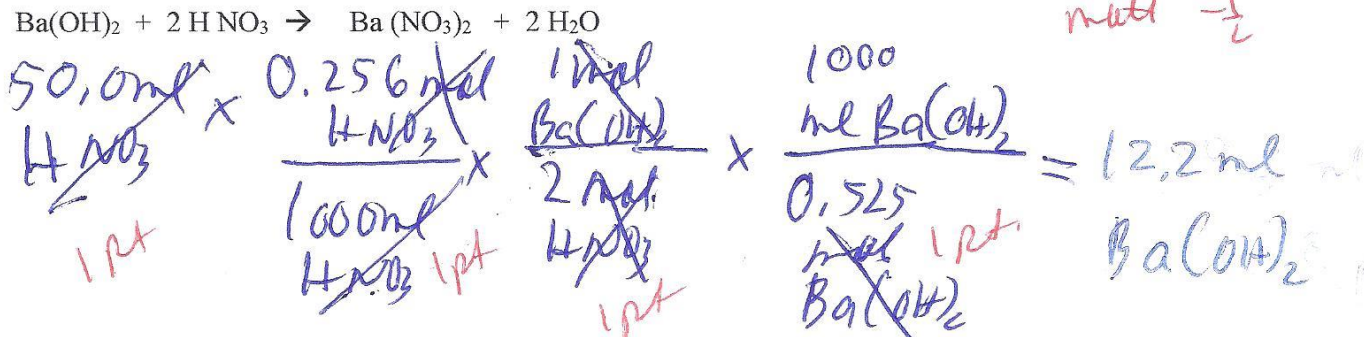 Ba(OH)₂ + 2 H NO₃ → Ba (NO₃)₂ + 2 H₂O
50,0ml HNO₃ x 0.256 mol HNO₃ / 1000ml HNO₃ x 1 mol Ba(OH)₂ / 2 mol HNO₃ x 1000 ml Ba(OH)₂ / 0.525 mol Ba(OH)₂ = 12,2 ml Ba(OH)₂
1pt 1pt 1pt 1pt.
math -½